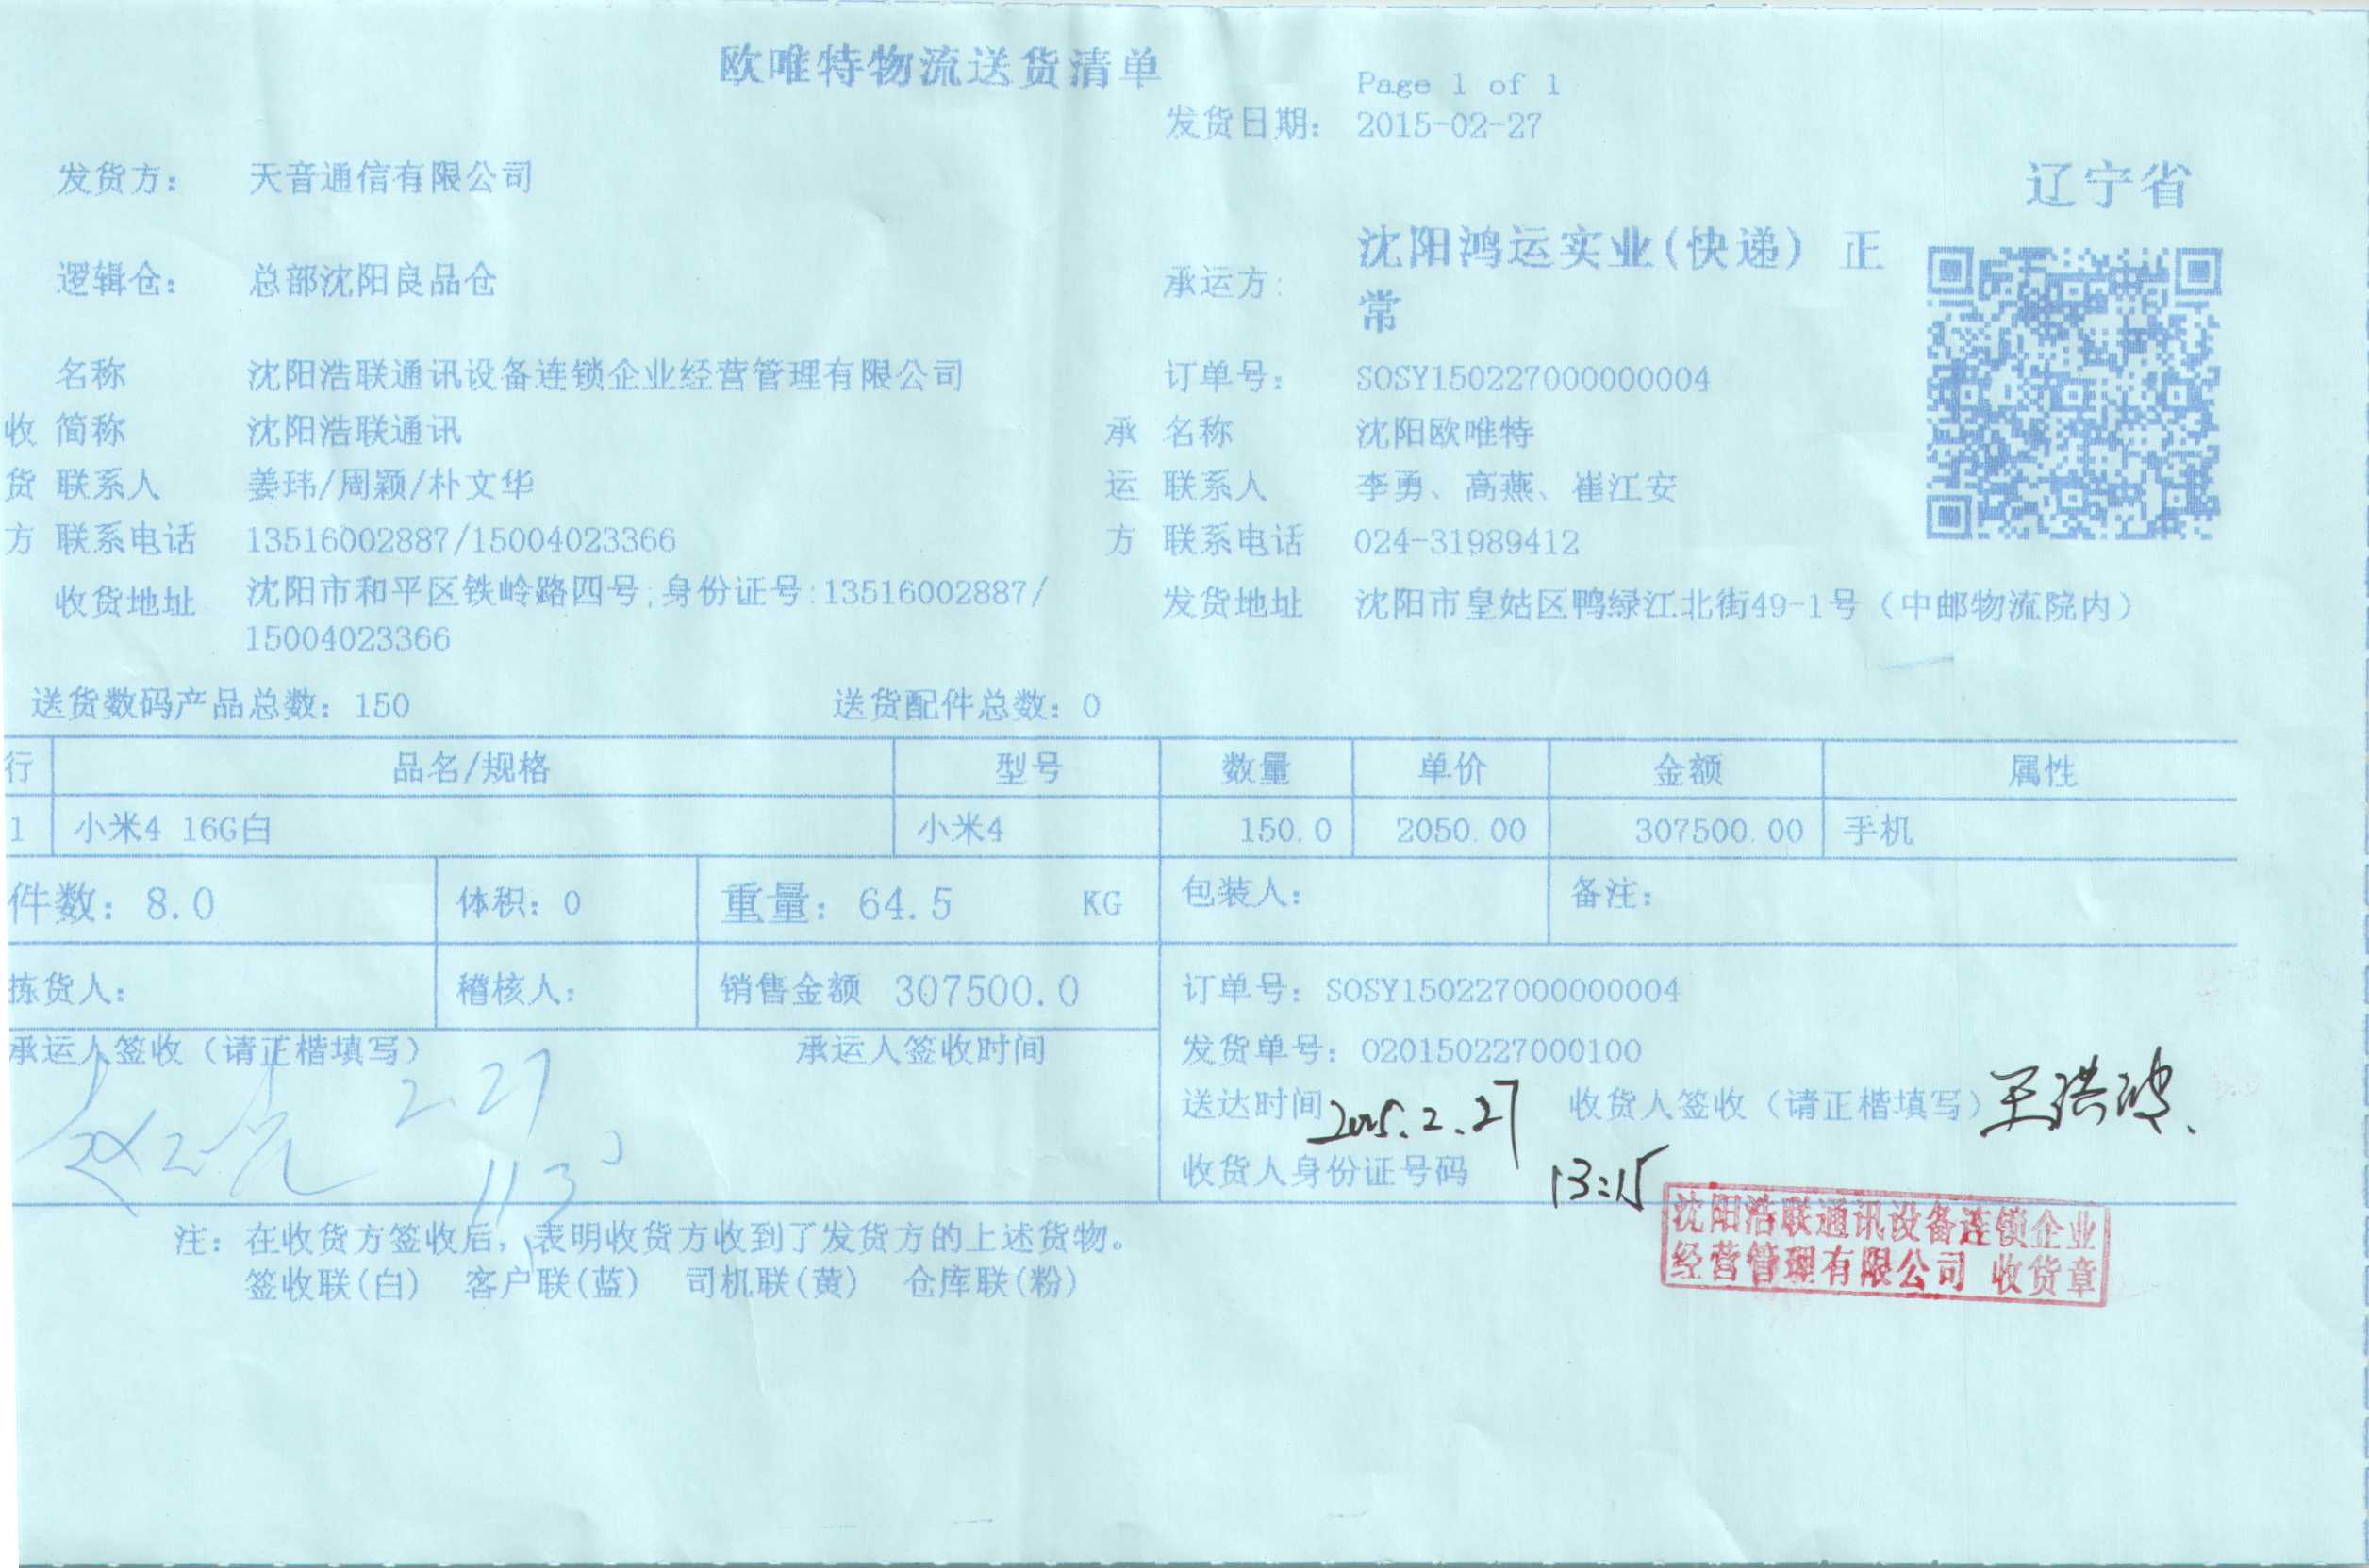 欧唯特物流送货清单
Page 1 of 1
发货日期: 2015-02-27
发货方: 天音通信有限公司
辽宁省
逻辑仓: 总部沈阳良品仓
承运方: 沈阳鸿运实业(快递) 正
常
名称 沈阳浩联通讯设备连锁企业经营管理有限公司
订单号: SOSY150227000000004
收 简称 沈阳浩联通讯
承 名称 沈阳欧唯特
货 联系人 姜玮/周颖/朴文华
运 联系人 李勇、高燕、崔江安
方 联系电话 13516002887/15004023366
方 联系电话 024-31989412
收货地址 沈阳市和平区铁岭路四号;身份证号:13516002887/
15004023366
发货地址 沈阳市皇姑区鸭绿江北街49-1号（中邮物流院内）
送货数码产品总数: 150 送货配件总数: 0
行 品名/规格 型号 数量 单价 金额 属性
1 小米4 16G白 小米4 150.0 2050.00 307500.00 手机
件数: 8.0 体积: 0 重量: 64.5 KG 包装人: 备注:
拣货人: 稽核人: 销售金额 307500.0 订单号: SOSY150227000000004
承运人签收（请正楷填写） 承运人签收时间
2.27
发货单号: 020150227000100
送达时间 2015.2.27 收货人签收（请正楷填写） 王洪波.
收货人身份证号码 13:15
沈阳浩联通讯设备连锁企业
经营管理有限公司 收货章
注: 在收货方签收后,表明收货方收到了发货方的上述货物。
签收联(白) 客户联(蓝) 司机联(黄) 仓库联(粉)